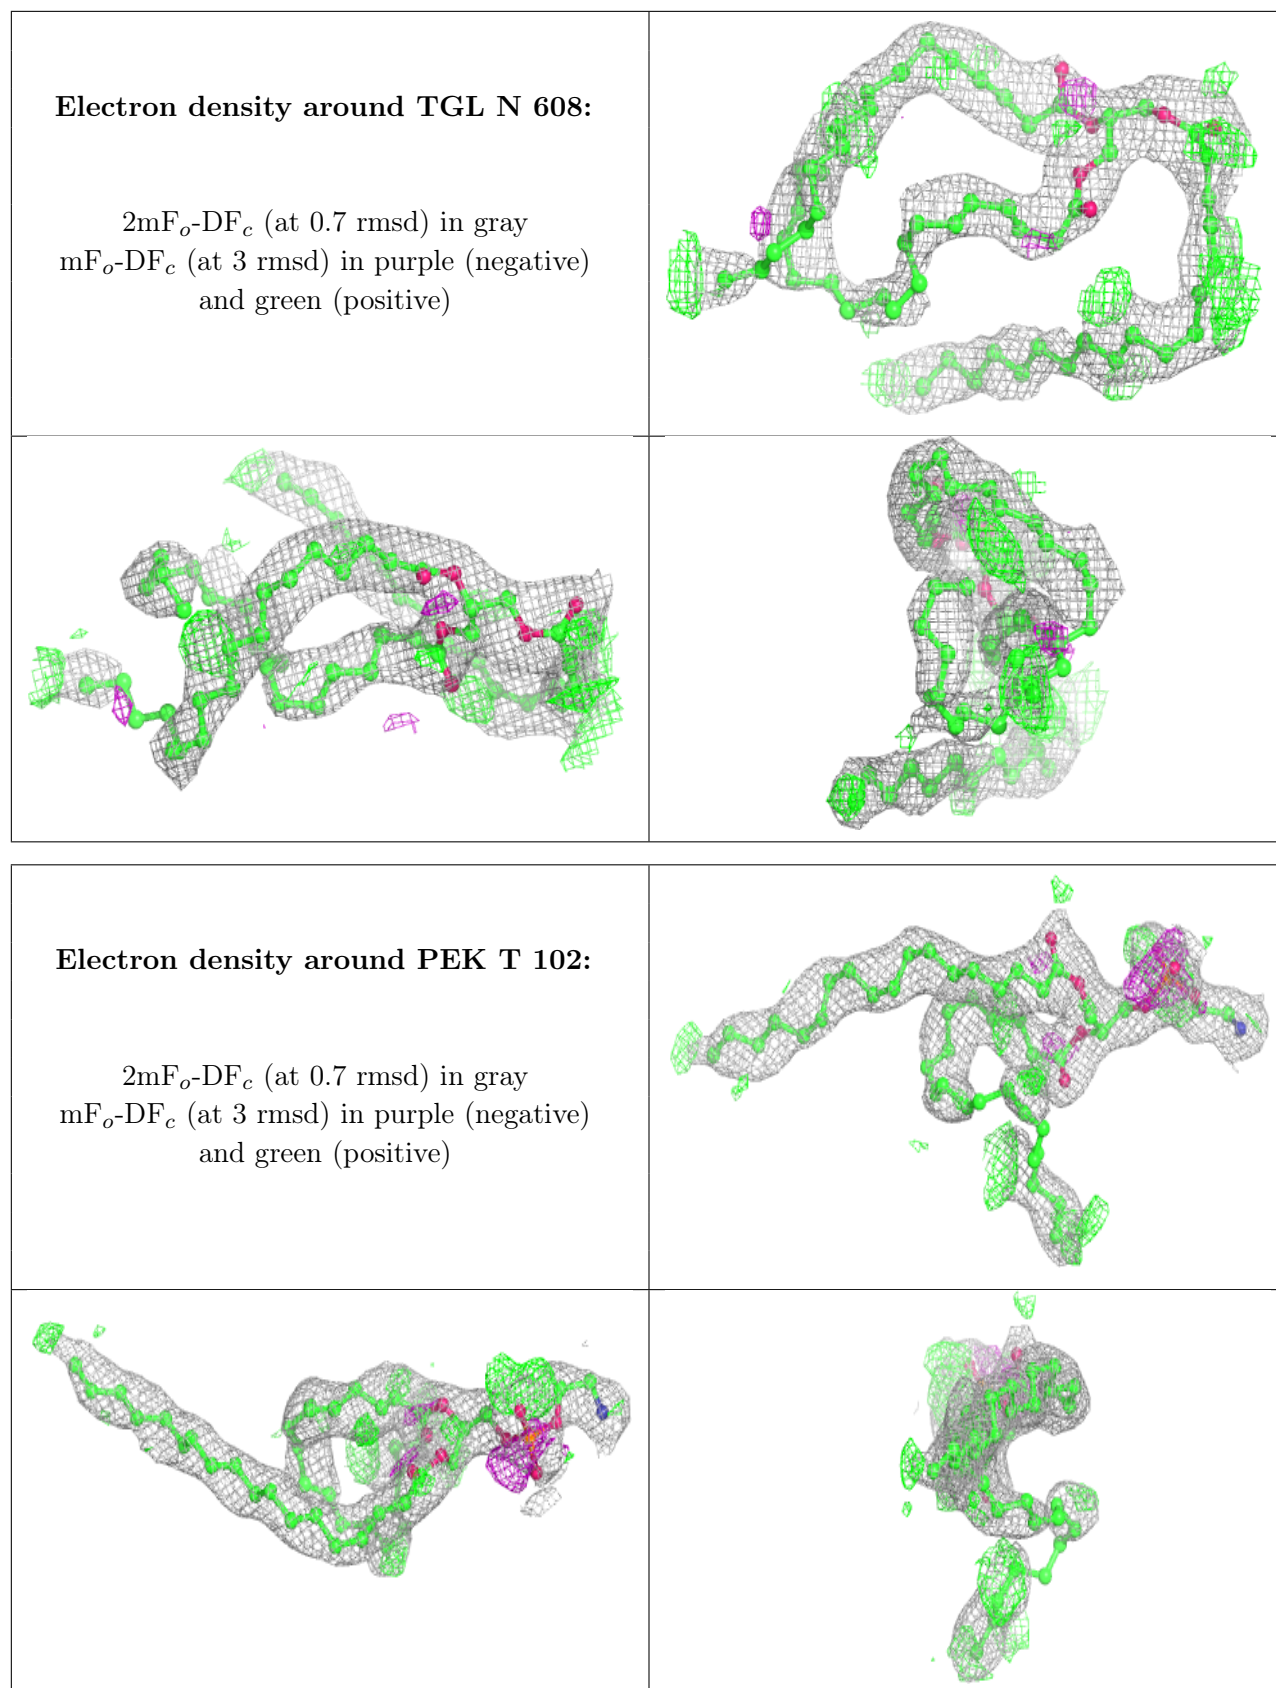 Electron density around TGL N 608:
2mFo-DFc (at 0.7 rmsd) in gray
mFo-DFc (at 3 rmsd) in purple (negative)
and green (positive)
Electron density around PEK T 102:
2mFo-DFc (at 0.7 rmsd) in gray
mFo-DFc (at 3 rmsd) in purple (negative)
and green (positive)